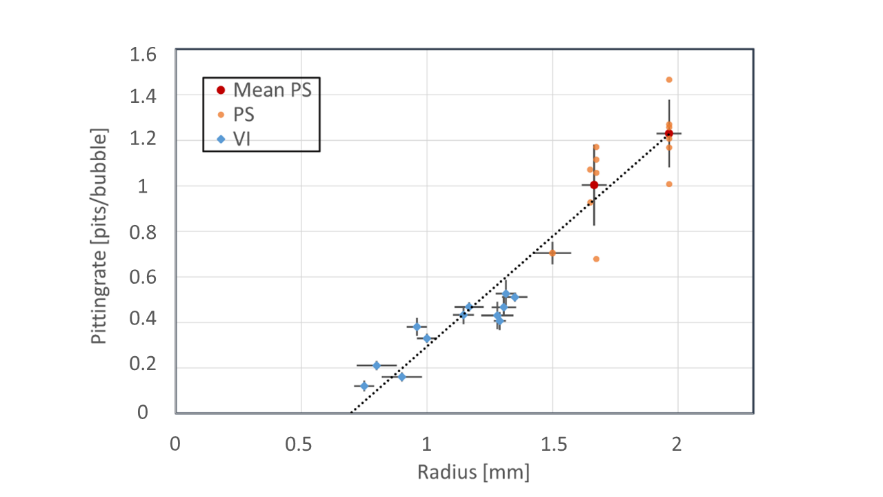 1.6
1.4
1.2
1
0.8
0.6
0.4
0.2
0
Mean PS
PS
VI
Pittingrate [pits/bubble]
0 0.5 1 1.5 2
Radius [mm]